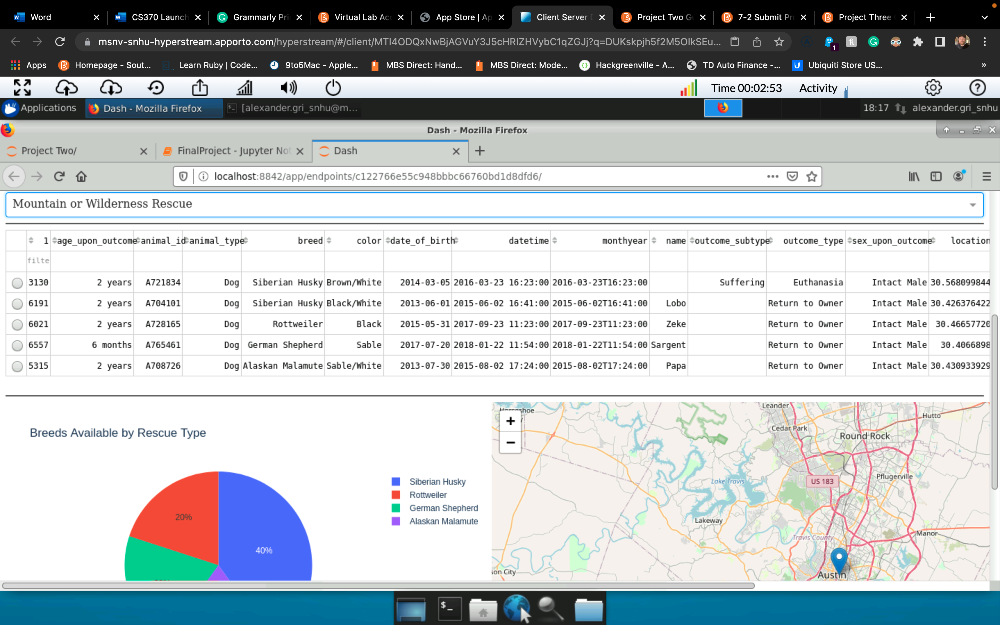 Word
CS370 Launch
Grammarly Pri
Virtual Lab Acc
App Store | Ap
Client Server D
Project Two Gu
7-2 Submit Pro
Project Three
msnv-snhu-hyperstream.apporto.com/hyperstream/#/client/MTI4ODQxNwBjAGVuY3J5cHRlZHVybC1qZGJj?q=DUKskpjh5f2M5OIkSEu...
1
Apps
Homepage - Sout...
Learn Ruby | Code...
9to5Mac - Apple...
MBS Direct: Hand...
MBS Direct: Mode...
Hackgreenville - A...
TD Auto Finance -...
Ubiquiti Store US...
»
Time 00:02:53 Activity
Applications
Dash - Mozilla Firefox
[alexander.gri_snhu@m...
18:17
alexander.gri_snhu
Dash - Mozilla Firefox
Project Two/
FinalProject - Jupyter Not
Dash
localhost:8842/app/endpoints/c122766e55c948bbbc66760bd1d8dfd6/
Mountain or Wilderness Rescue
1 age_upon_outcome animal_id animal_type breed color date_of_birth datetime monthyear name outcome_subtype outcome_type sex_upon_outcome location
filte
3130 2 years A721834 Dog Siberian Husky Brown/White 2014-03-05 2016-03-23 16:23:00 2016-03-23T16:23:00 Suffering Euthanasia Intact Male 30.568099844
6191 2 years A704101 Dog Siberian Husky Black/White 2013-06-01 2015-06-02 16:41:00 2015-06-02T16:41:00 Lobo Return to Owner Intact Male 30.426376422
6021 2 years A728165 Dog Rottweiler Black 2015-05-31 2017-09-23 11:23:00 2017-09-23T11:23:00 Zeke Return to Owner Intact Male 30.46657720
6557 6 months A765461 Dog German Shepherd Sable 2017-07-20 2018-01-22 11:54:00 2018-01-22T11:54:00 Sargent Return to Owner Intact Male 30.4066898
5315 2 years A708726 Dog Alaskan Malamute Sable/White 2013-07-30 2015-08-02 17:24:00 2015-08-02T17:24:00 Papa Return to Owner Intact Male 30.430933929
Breeds Available by Rescue Type
20%
40%
Siberian Husky
Rottweiler
German Shepherd
Alaskan Malamute
+
−
Leander
Hutto
Cedar Park
Round Rock
Pflugerville
US 183
Lake Travis
Lakeway
Manor
Travis County
son City
Austin
$_